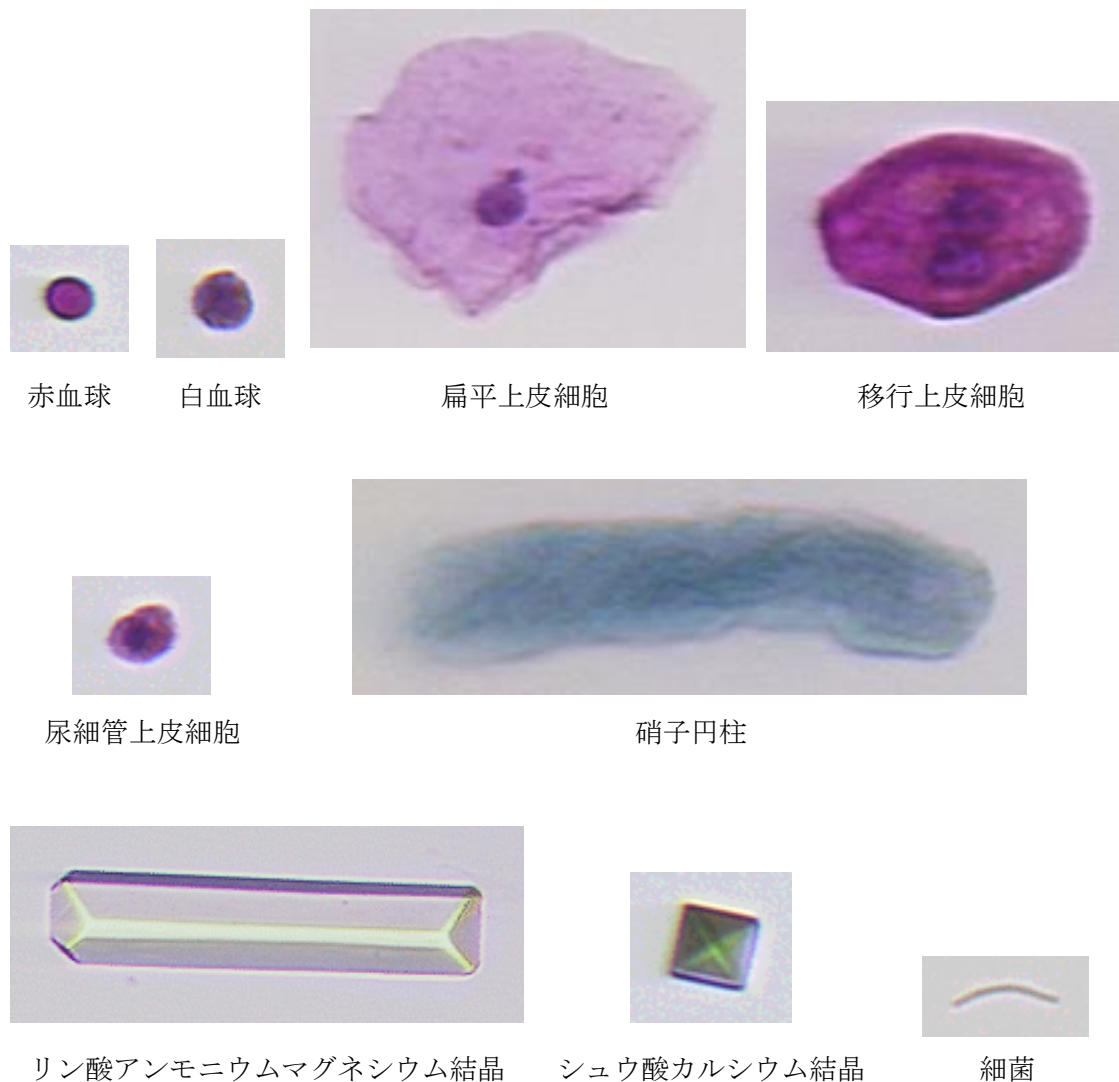 赤血球
白血球
扁平上皮細胞
移行上皮細胞
尿細管上皮細胞
硝子円柱
リン酸アンモニウムマグネシウム結晶
シュウ酸カルシウム結晶
細菌